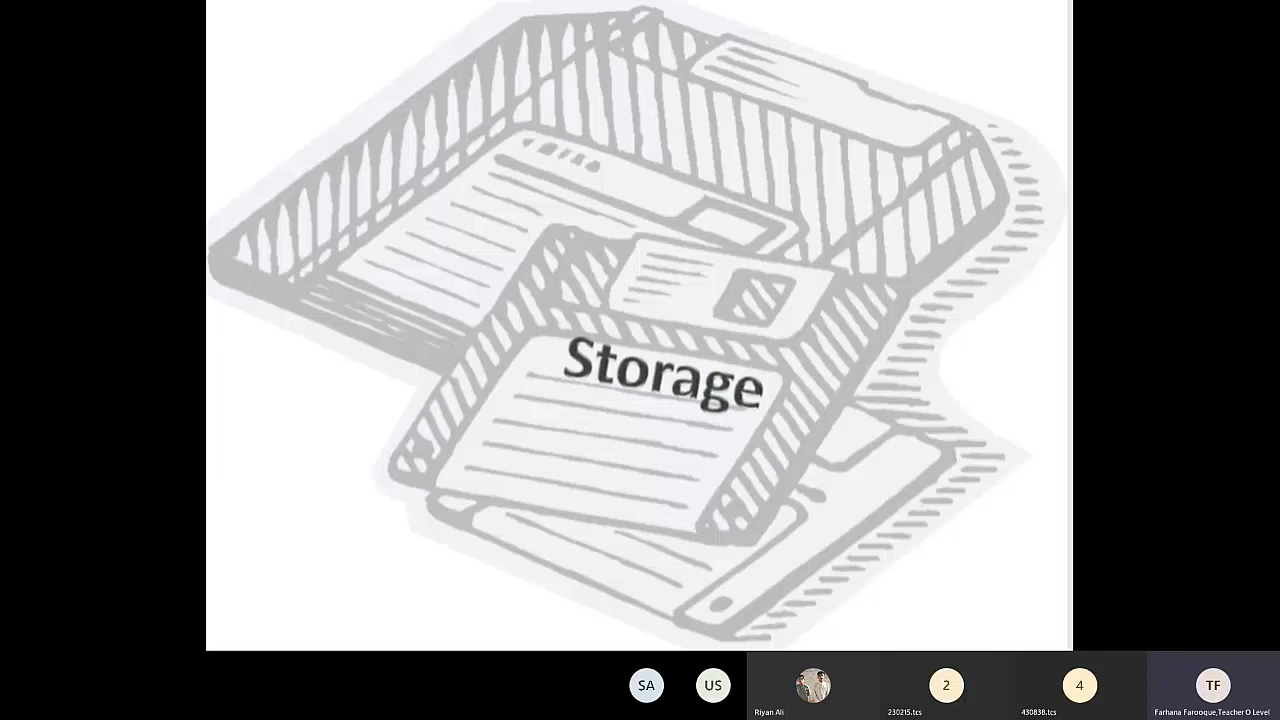 Storage
SA
US
2
4
TF
Riyan Ali
230215.tcs
430838.tcs
Farhana Farooque,Teacher O Level